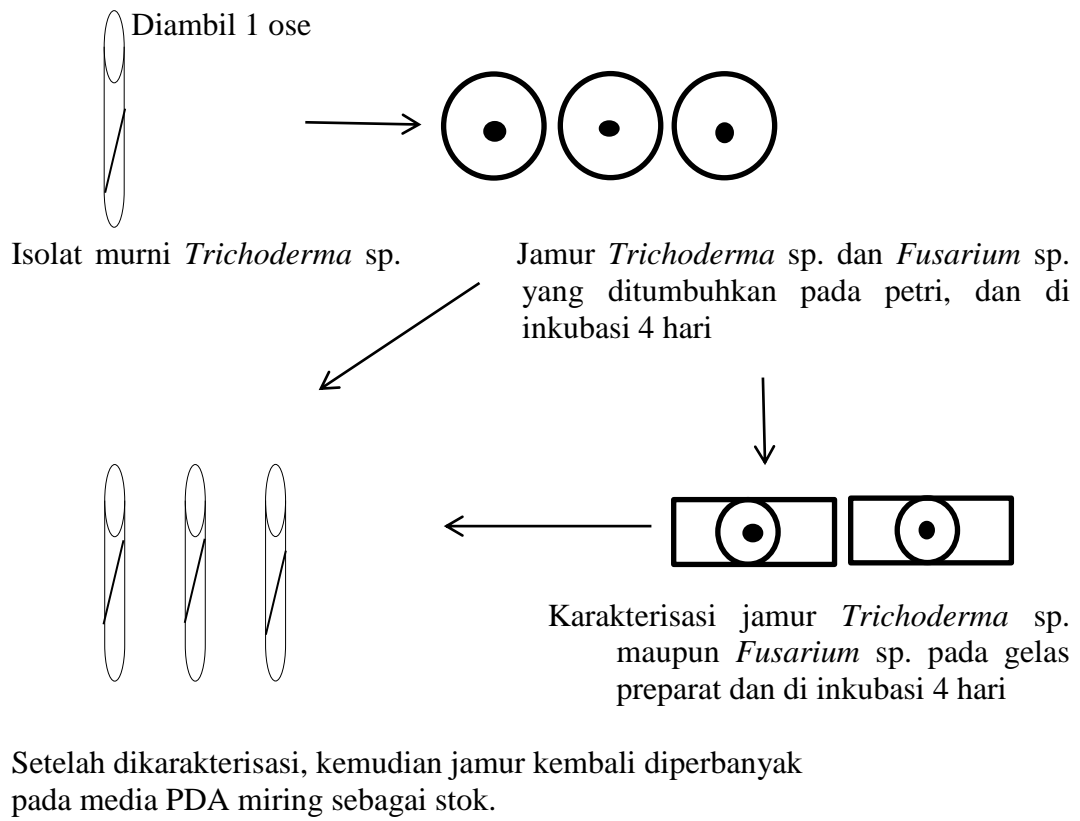 Diambil 1 ose
Isolat murni Trichoderma sp.
Jamur Trichoderma sp. dan Fusarium sp.
yang ditumbuhkan pada petri, dan di
inkubasi 4 hari
Karakterisasi jamur Trichoderma sp.
maupun Fusarium sp. pada gelas
preparat dan di inkubasi 4 hari
Setelah dikarakterisasi, kemudian jamur kembali diperbanyak
pada media PDA miring sebagai stok.